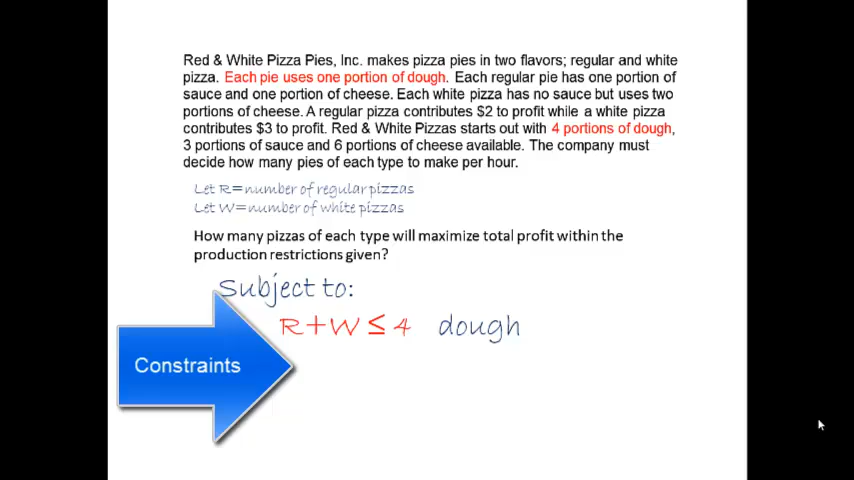 Red & White Pizza Pies, Inc. makes pizza pies in two flavors; regular and white
pizza. Each pie uses one portion of dough. Each regular pie has one portion of
sauce and one portion of cheese. Each white pizza has no sauce but uses two
portions of cheese. A regular pizza contributes $2 to profit while a white pizza
contributes $3 to profit. Red & White Pizzas starts out with 4 portions of dough,
3 portions of sauce and 6 portions of cheese available. The company must
decide how many pies of each type to make per hour.
Let R=number of regular pizzas
Let W=number of white pizzas
How many pizzas of each type will maximize total profit within the
production restrictions given?
Subject to:
R+W ≤ 4 dough
Constraints